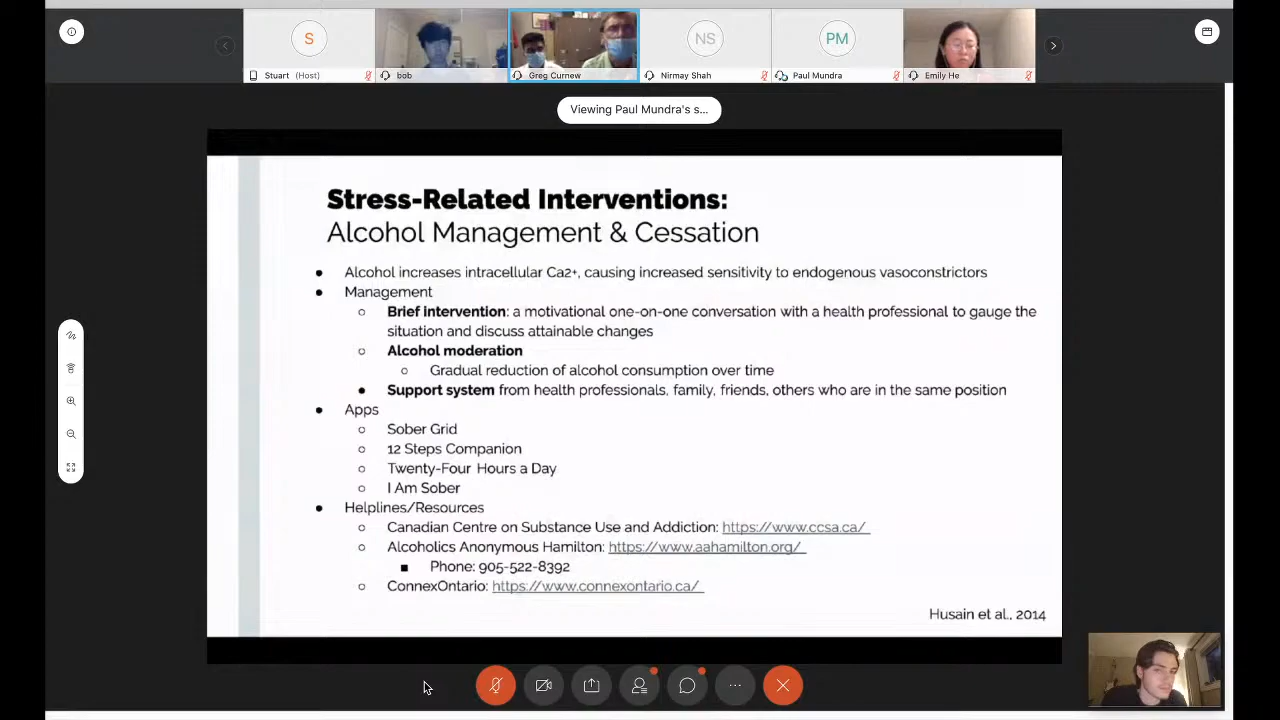 S
NS
PM
Stuart (Host)
bob
Greg Curnew
Nirmay Shah
Paul Mundra
Emily He
Viewing Paul Mundra's s...
Stress-Related Interventions:
Alcohol Management & Cessation
● Alcohol increases intracellular Ca2+, causing increased sensitivity to endogenous vasoconstrictors
● Management
○ Brief intervention: a motivational one-on-one conversation with a health professional to gauge the
situation and discuss attainable changes
○ Alcohol moderation
○ Gradual reduction of alcohol consumption over time
● Support system from health professionals, family, friends, others who are in the same position
● Apps
○ Sober Grid
○ 12 Steps Companion
○ Twenty-Four Hours a Day
○ I Am Sober
● Helplines/Resources
○ Canadian Centre on Substance Use and Addiction: https://www.ccsa.ca/
○ Alcoholics Anonymous Hamilton: https://www.aahamilton.org/
■ Phone: 905-522-8392
○ ConnexOntario: https://www.connexontario.ca/
Husain et al., 2014